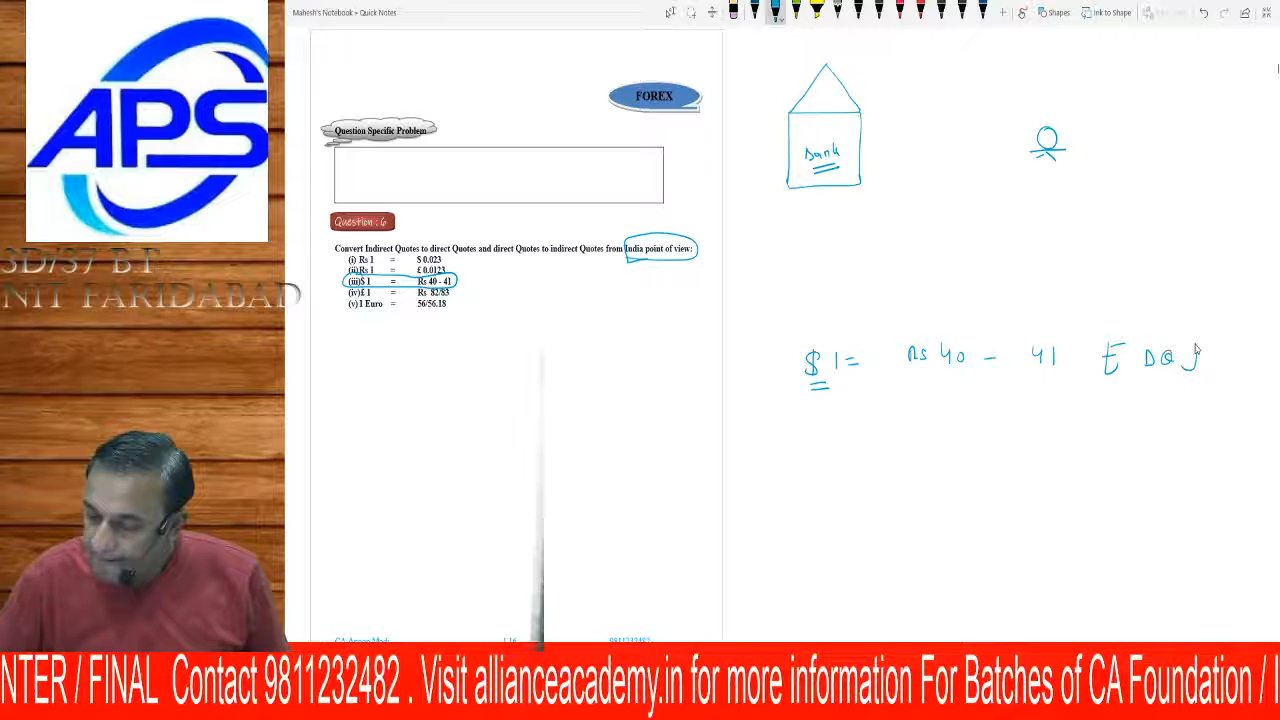 Mahesh's Notebook » Quick Notes
Shapes
Ink to Shape
APS
3D/37 B.T
NIT FARIDABAD
FOREX
Question Specific Problem
Question : 6
Convert Indirect Quotes to direct Quotes and direct Quotes to indirect Quotes from India point of view:
(i) Rs 1 = $ 0.023
(ii)Rs 1 = £ 0.0123
(iii)$ 1 = Rs 40 - 41
(iv)£ 1 = Rs 82/83
(v) 1 Euro = 56/56.18
9811232482
Bank
$ 1 = Rs 40 - 41 [ DQ ]
NTER / FINAL Contact 9811232482 . Visit allianceacademy.in for more information For Batches of CA Foundation / I